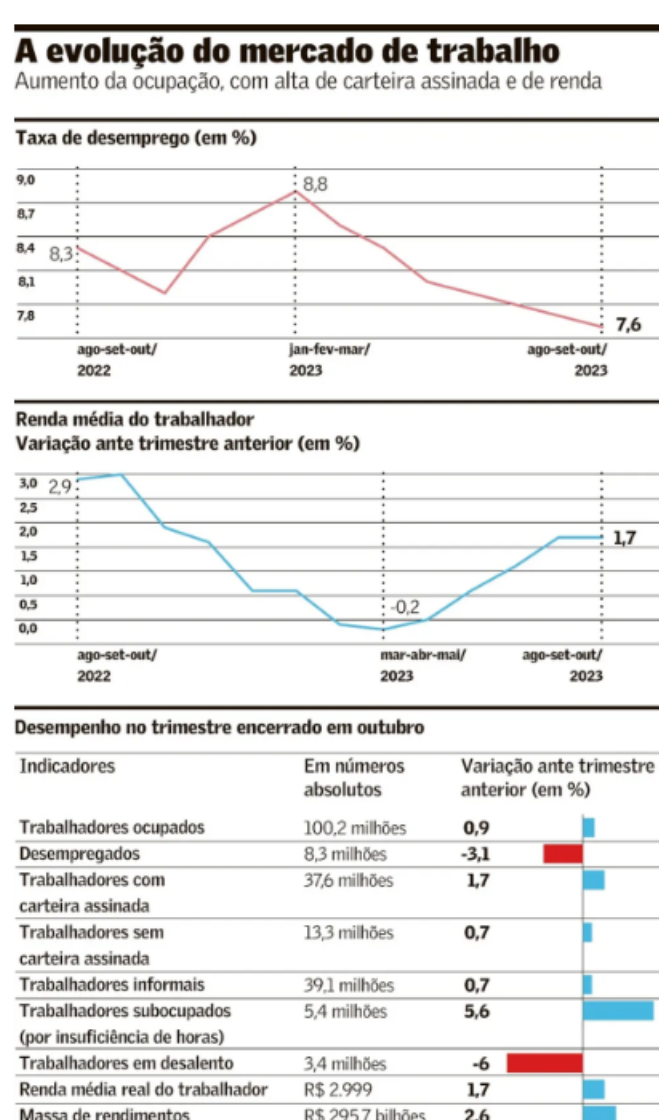 A evolução do mercado de trabalho
Aumento da ocupação, com alta de carteira assinada e de renda
Taxa de desemprego (em %)
9,0
8,7
8,4
8,1
7,8
8,3
8,8
7,6
ago-set-out/
2022
jan-fev-mar/
2023
ago-set-out/
2023
Renda média do trabalhador
Variação ante trimestre anterior (em %)
3,0
2,5
2,0
1,5
1,0
0,5
0,0
2,9
-0,2
1,7
ago-set-out/
2022
mar-abr-mai/
2023
ago-set-out/
2023
Desempenho no trimestre encerrado em outubro
Indicadores
Em números
absolutos
Variação ante trimestre
anterior (em %)
Trabalhadores ocupados 100,2 milhões 0,9
Desempregados 8,3 milhões -3,1
Trabalhadores com 37,6 milhões 1,7
carteira assinada
Trabalhadores sem 13,3 milhões 0,7
carteira assinada
Trabalhadores informais 39,1 milhões 0,7
Trabalhadores subocupados 5,4 milhões 5,6
(por insuficiência de horas)
Trabalhadores em desalento 3,4 milhões -6
Renda média real do trabalhador R$ 2.999 1,7
Massa de rendimentos R$ 295,7 bilhões 2,6